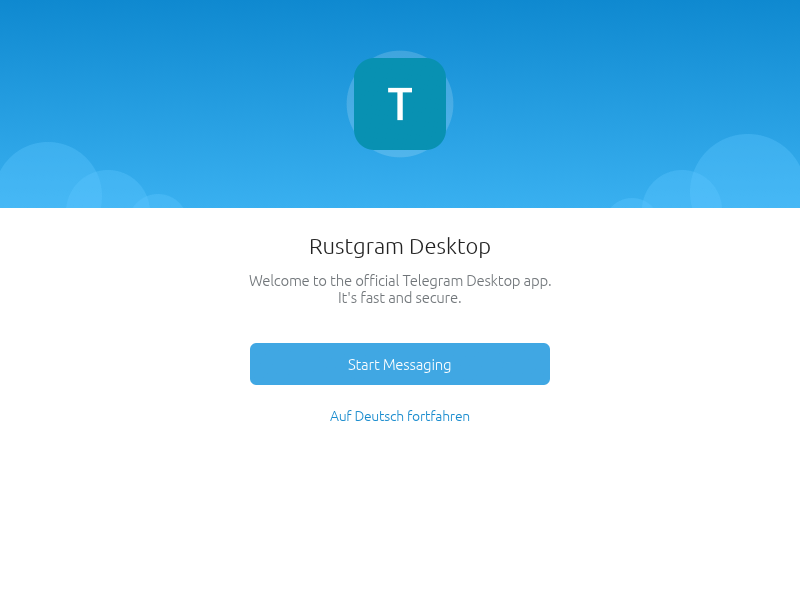 T
Rustgram Desktop
Welcome to the official Telegram Desktop app.
It's fast and secure.
Start Messaging
Auf Deutsch fortfahren